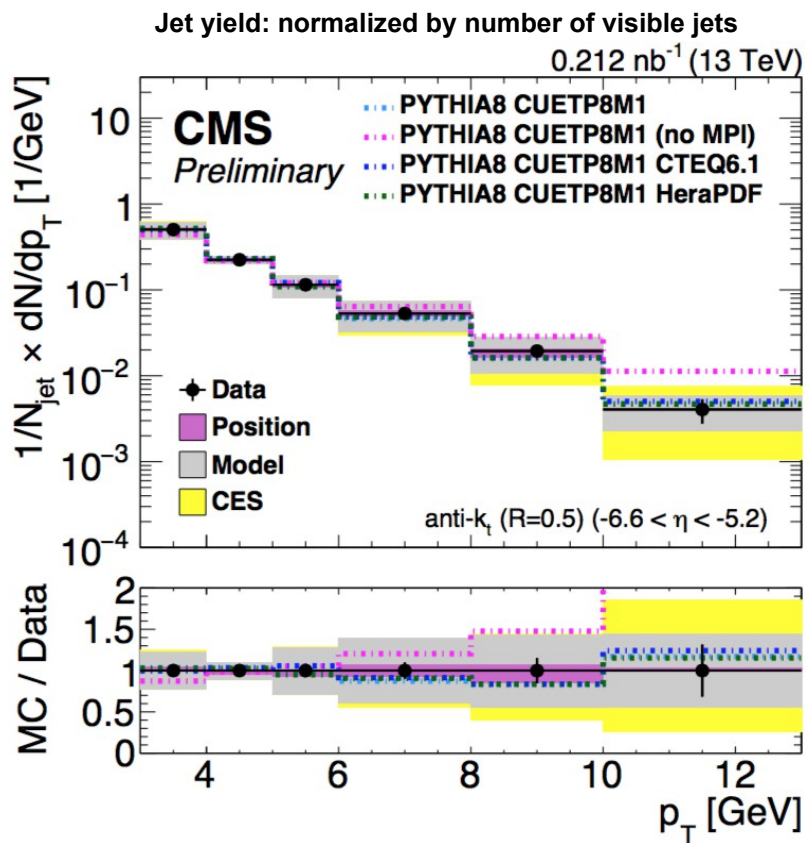 Jet yield: normalized by number of visible jets
0.212 nb⁻¹ (13 TeV)
CMS
Preliminary
PYTHIA8 CUETP8M1
PYTHIA8 CUETP8M1 (no MPI)
PYTHIA8 CUETP8M1 CTEQ6.1
PYTHIA8 CUETP8M1 HeraPDF
1/N_jet × dN/dp_T [1/GeV]
10
1
10⁻¹
10⁻²
10⁻³
10⁻⁴
Data
Position
Model
CES
anti-k_t (R=0.5) (-6.6 < η < -5.2)
MC / Data
2
1.5
1
0.5
0
4 6 8 10 12
p_T [GeV]